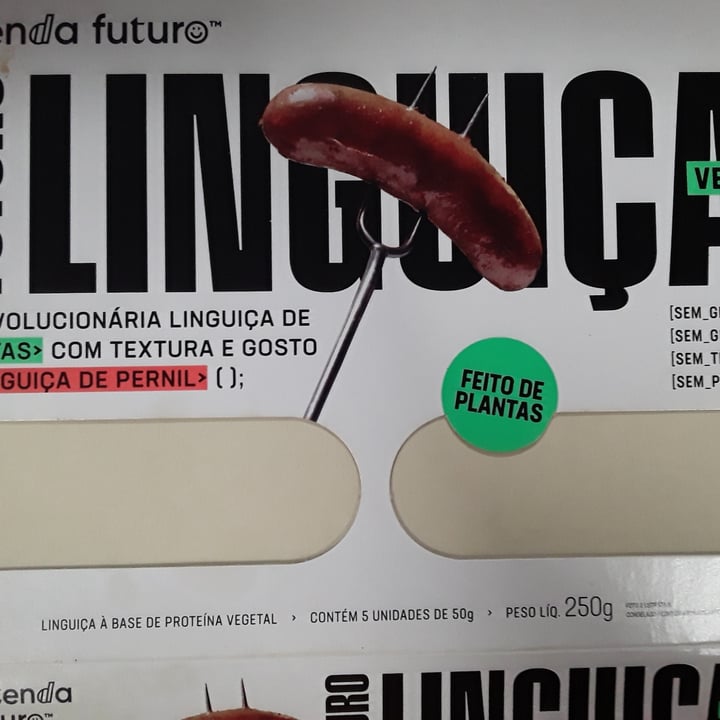 enda futuro™
LINGUIÇA
VE
VOLUCIONÁRIA LINGUIÇA DE
TAS> COM TEXTURA E GOSTO
GUIÇA DE PERNIL> ( );
[SEM_G
[SEM_G
[SEM_T
[SEM_P
FEITO DE
PLANTAS
LINGUIÇA À BASE DE PROTEÍNA VEGETAL > CONTÉM 5 UNIDADES DE 50g > PESO LÍQ. 250g
enda
uro™
URO
LINGUIÇA